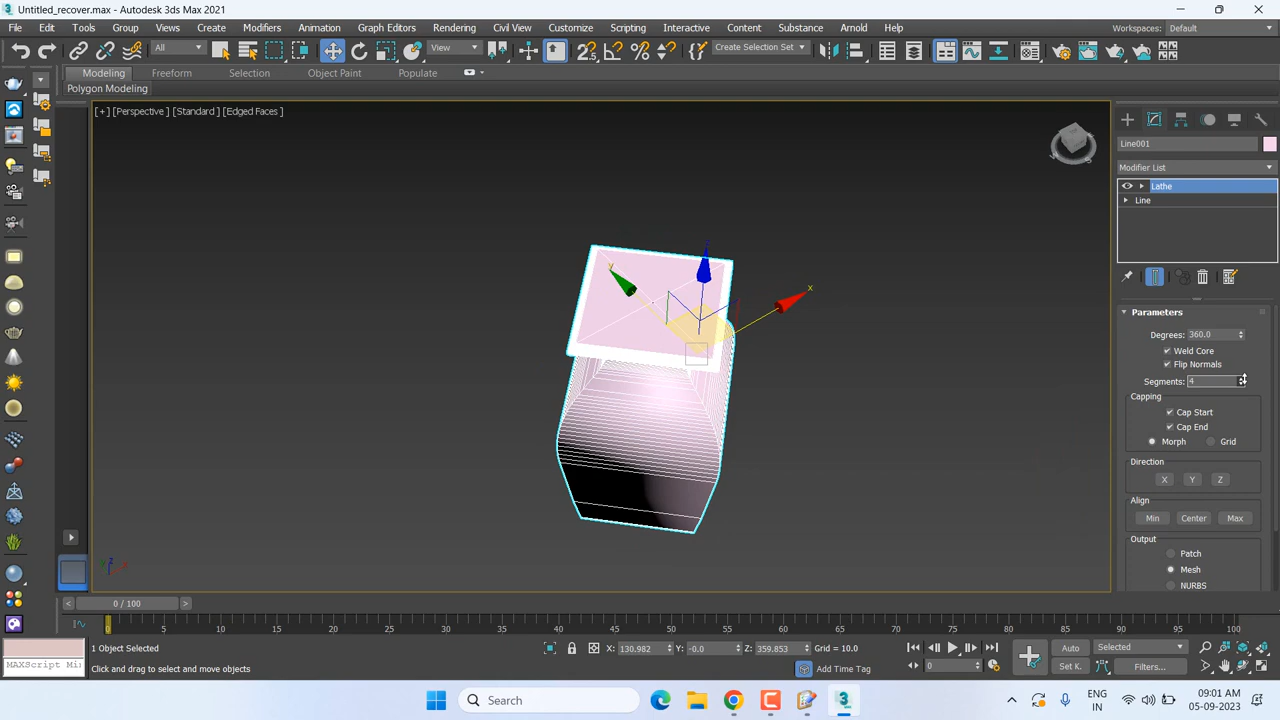 Untitled_recover.max - Autodesk 3ds Max 2021
File Edit Tools Group Views Create Modifiers Animation Graph Editors Rendering Civil View Customize Scripting Interactive Content Substance Arnold Help Workspaces: Default
All View Create Selection Set
Modeling Freeform Selection Object Paint Populate
Polygon Modeling
[+] [Perspective ] [Standard ] [Edged Faces ]
Line001
Modifier List
Lathe
Line
Parameters
Degrees: 360.0
Weld Core
Flip Normals
Segments: 4
Capping
Cap Start
Cap End
Morph Grid
Direction
X Y Z
Align
Min Center Max
Output
Patch
Mesh
NURBS
x
0 / 100
0 5 10 15 20 25 30 35 40 45 50 55 60 65 70 75 80 85 90 95 100
1 Object Selected X: 130.982 Y: -0.0 Z: 359.853 Grid = 10.0 Auto Selected
MAXScript Mi
Click and drag to select and move objects Add Time Tag 0 Set K. Filters...
Search
ENG
IN
09:01 AM
05-09-2023